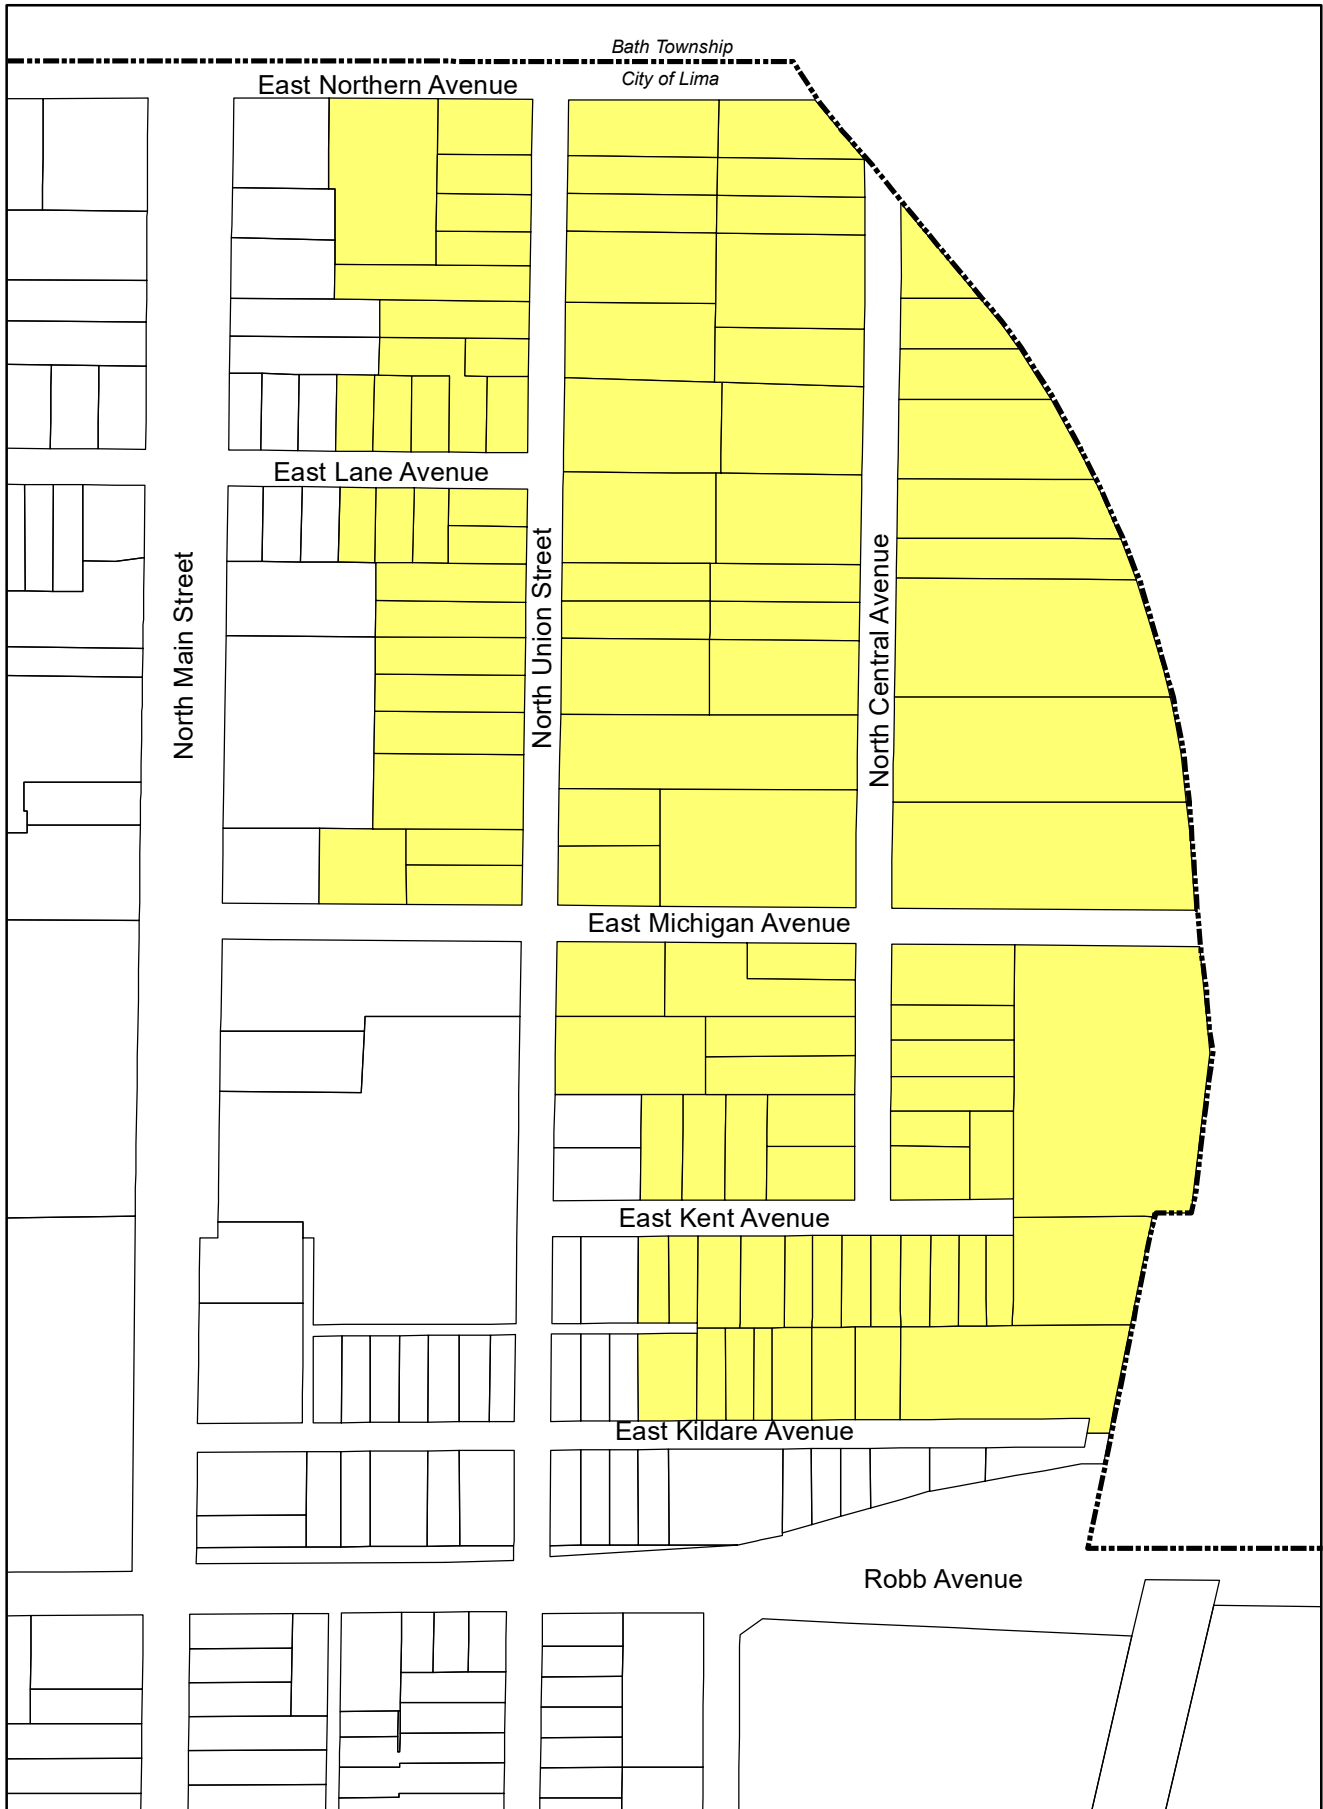 Bath Township
City of Lima
East Northern Avenue
East Lane Avenue
North Main Street
North Union Street
North Central Avenue
East Michigan Avenue
East Kent Avenue
East Kildare Avenue
Robb Avenue